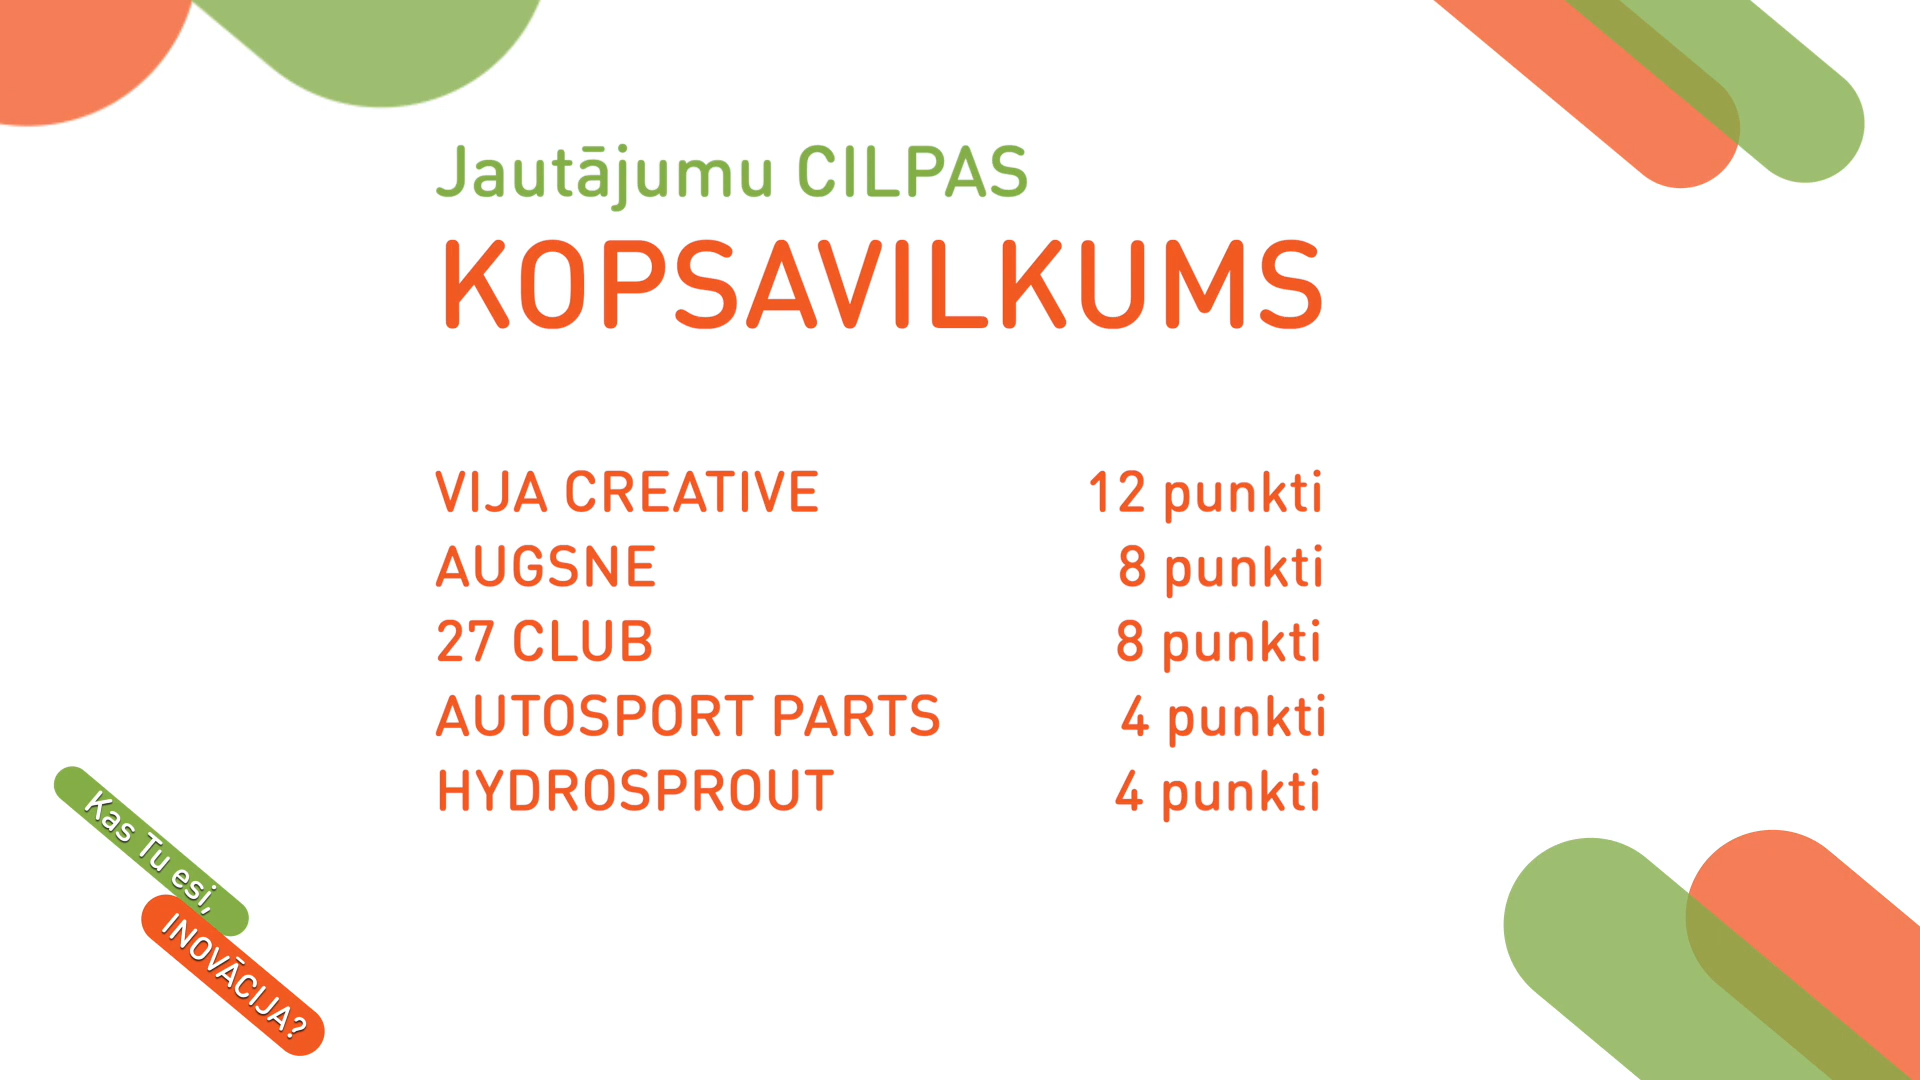 Jautājumu CILPAS
KOPSAVILKUMS
VIJA CREATIVE 12 punkti
AUGSNE 8 punkti
27 CLUB 8 punkti
AUTOSPORT PARTS 4 punkti
HYDROSPROUT 4 punkti
Kas Tu esi,
INOVĀCIJA?